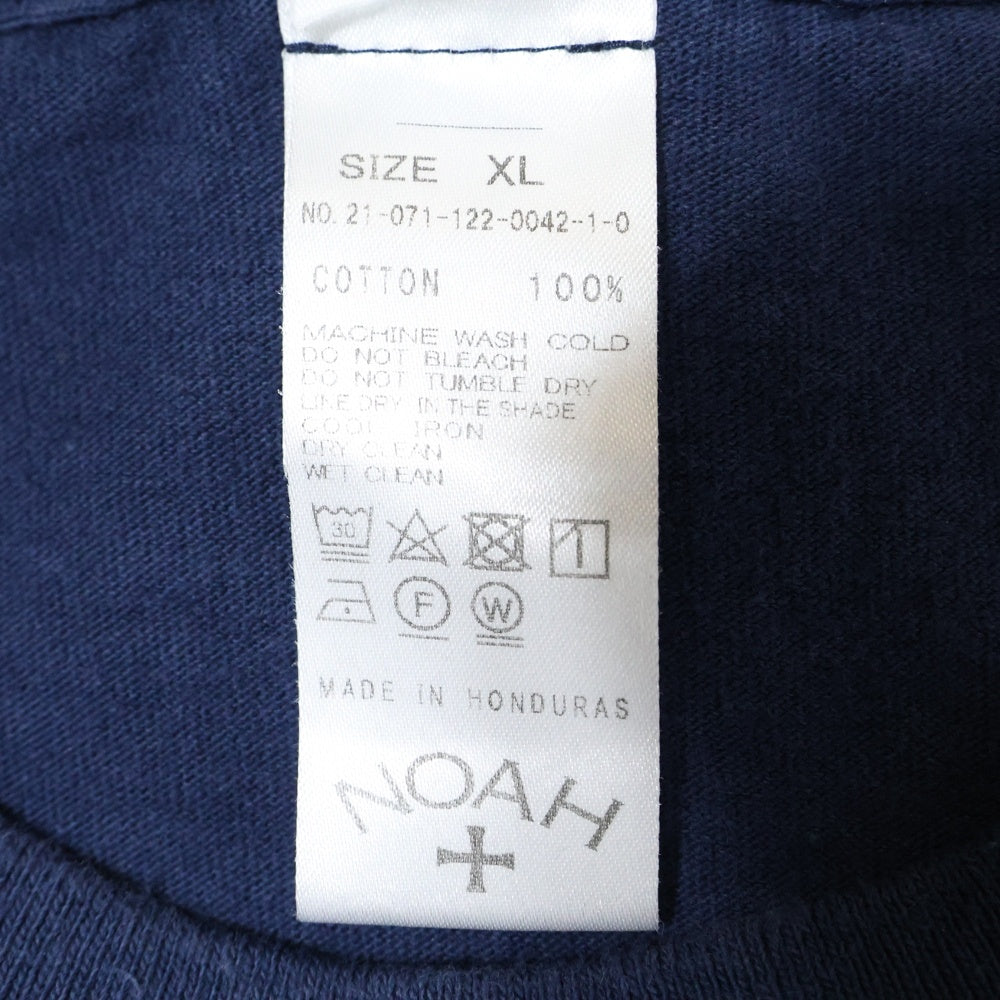 SIZE XL
NO. 21-071-122-0042-1-0
COTTON 100%
MACHINE WASH COLD
DO NOT BLEACH
DO NOT TUMBLE DRY
LINE DRY IN THE SHADE
COOL IRON
DRY CLEAN
WET CLEAN
30
F W
MADE IN HONDURAS
NOAH